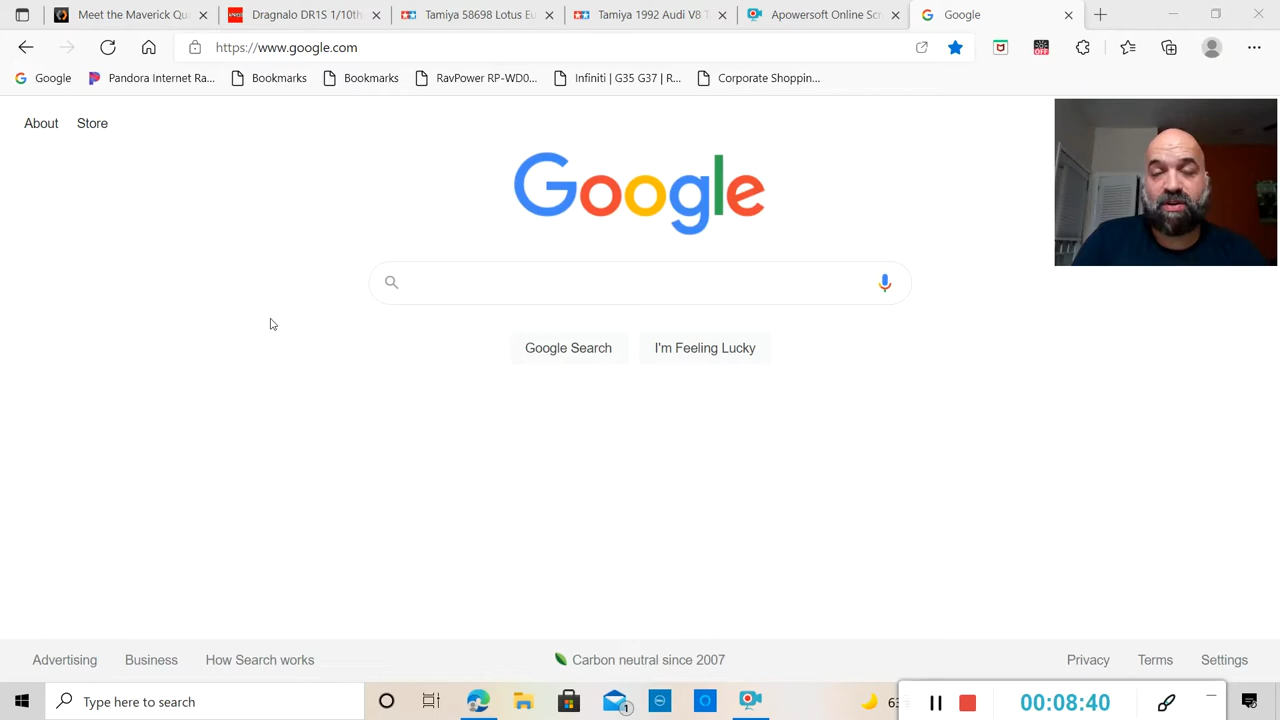 Meet the Maverick Qu
Dragnalo DR1S 1/10th
Tamiya 58698 Lotus Eu
Tamiya 1992 Audi V8 T
Apowersoft Online Scr
Google
https://www.google.com
OFF
Google
Pandora Internet Ra...
Bookmarks
Bookmarks
RavPower RP-WD0...
Infiniti | G35 G37 | R...
Corporate Shoppin...
About
Store
Google
Google Search
I'm Feeling Lucky
Advertising
Business
How Search works
Carbon neutral since 2007
Privacy
Terms
Settings
Type here to search
1
00:08:40